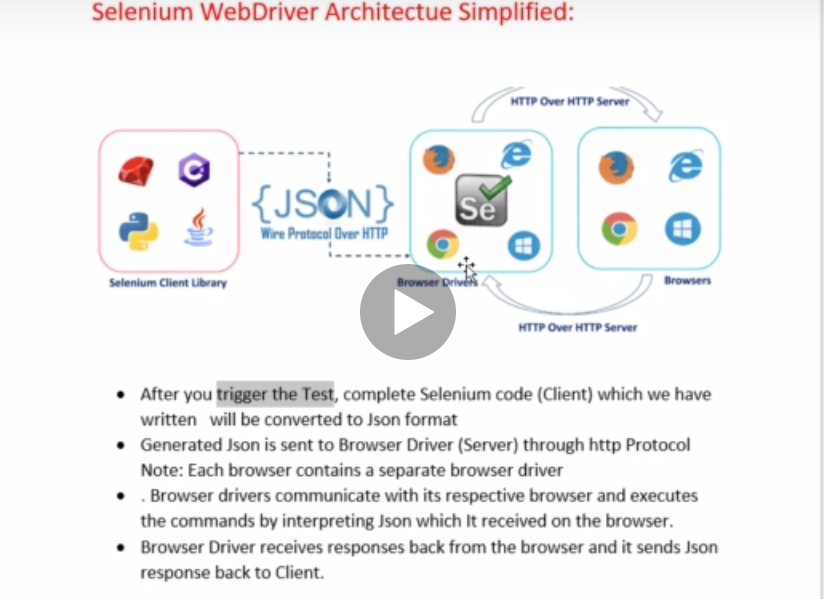 Selenium WebDriver Architectue Simplified:
HTTP Over HTTP Server
{JSON}
Se
Wire Protocol Over HTTP
Selenium Client Library
Browser Drivers
Browsers
HTTP Over HTTP Server
• After you trigger the Test, complete Selenium code (Client) which we have
written will be converted to Json format
• Generated Json is sent to Browser Driver (Server) through http Protocol
Note: Each browser contains a separate browser driver
• . Browser drivers communicate with its respective browser and executes
the commands by interpreting Json which It received on the browser.
• Browser Driver receives responses back from the browser and it sends Json
response back to Client.